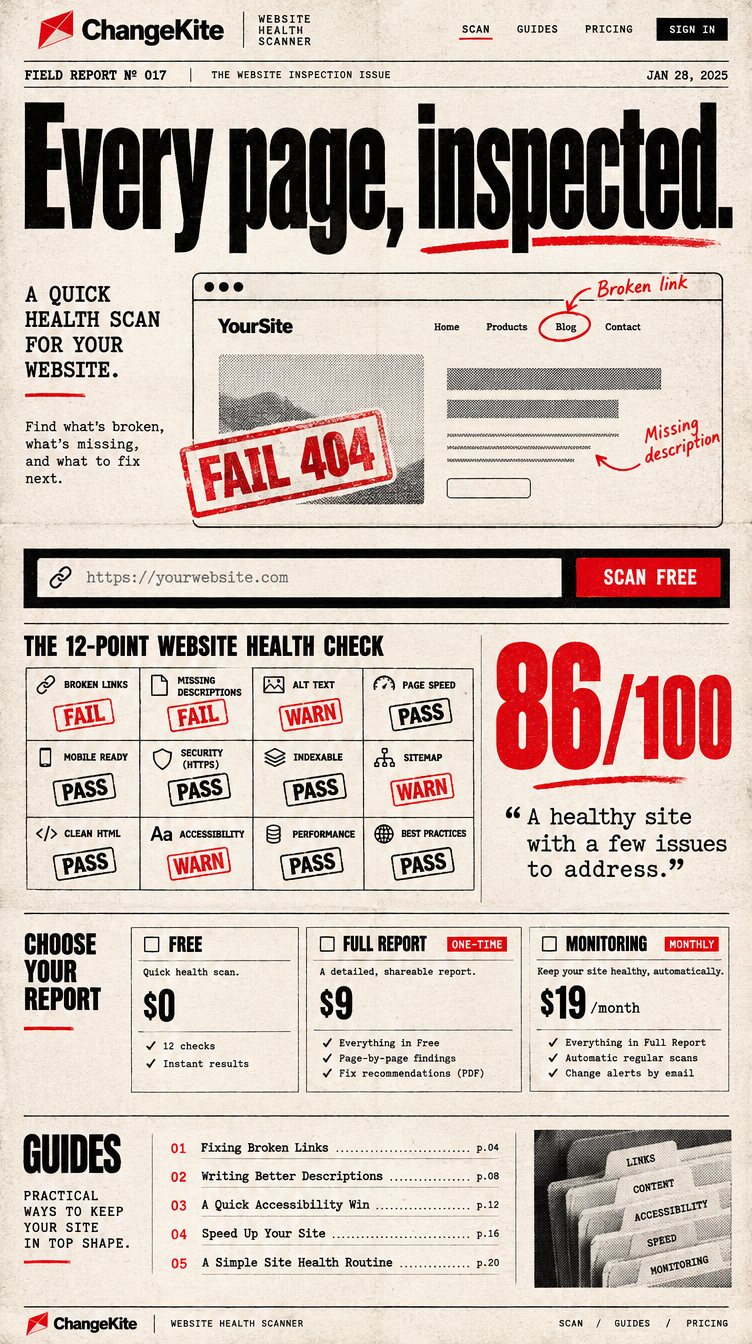 ChangeKite
WEBSITE
HEALTH
SCANNER
SCAN
GUIDES
PRICING
SIGN IN
FIELD REPORT Nº 017
THE WEBSITE INSPECTION ISSUE
JAN 28, 2025
Every page, inspected.
A QUICK
HEALTH SCAN
FOR YOUR
WEBSITE.
Find what's broken,
what's missing,
and what to fix
next.
Broken link
YourSite
Home
Products
Blog
Contact
FAIL 404
Missing
description
https://yourwebsite.com
SCAN FREE
THE 12-POINT WEBSITE HEALTH CHECK
BROKEN LINKS
FAIL
MISSING
DESCRIPTIONS
FAIL
ALT TEXT
WARN
PAGE SPEED
PASS
MOBILE READY
PASS
SECURITY
(HTTPS)
PASS
INDEXABLE
PASS
SITEMAP
WARN
</> CLEAN HTML
PASS
Aa ACCESSIBILITY
WARN
PERFORMANCE
PASS
BEST PRACTICES
PASS
86/100
“A healthy site
with a few issues
to address.”
CHOOSE
YOUR
REPORT
FREE
Quick health scan.
$0
✓ 12 checks
✓ Instant results
FULL REPORT
ONE-TIME
A detailed, shareable report.
$9
✓ Everything in Free
✓ Page-by-page findings
✓ Fix recommendations (PDF)
MONITORING
MONTHLY
Keep your site healthy, automatically.
$19 /month
✓ Everything in Full Report
✓ Automatic regular scans
✓ Change alerts by email
GUIDES
PRACTICAL
WAYS TO KEEP
YOUR SITE
IN TOP SHAPE.
01 Fixing Broken Links ........................ p.04
02 Writing Better Descriptions ............. p.08
03 A Quick Accessibility Win ................ p.12
04 Speed Up Your Site ........................ p.16
05 A Simple Site Health Routine ............ p.20
LINKS
CONTENT
ACCESSIBILITY
SPEED
MONITORING
ChangeKite
WEBSITE HEALTH SCANNER
SCAN / GUIDES / PRICING